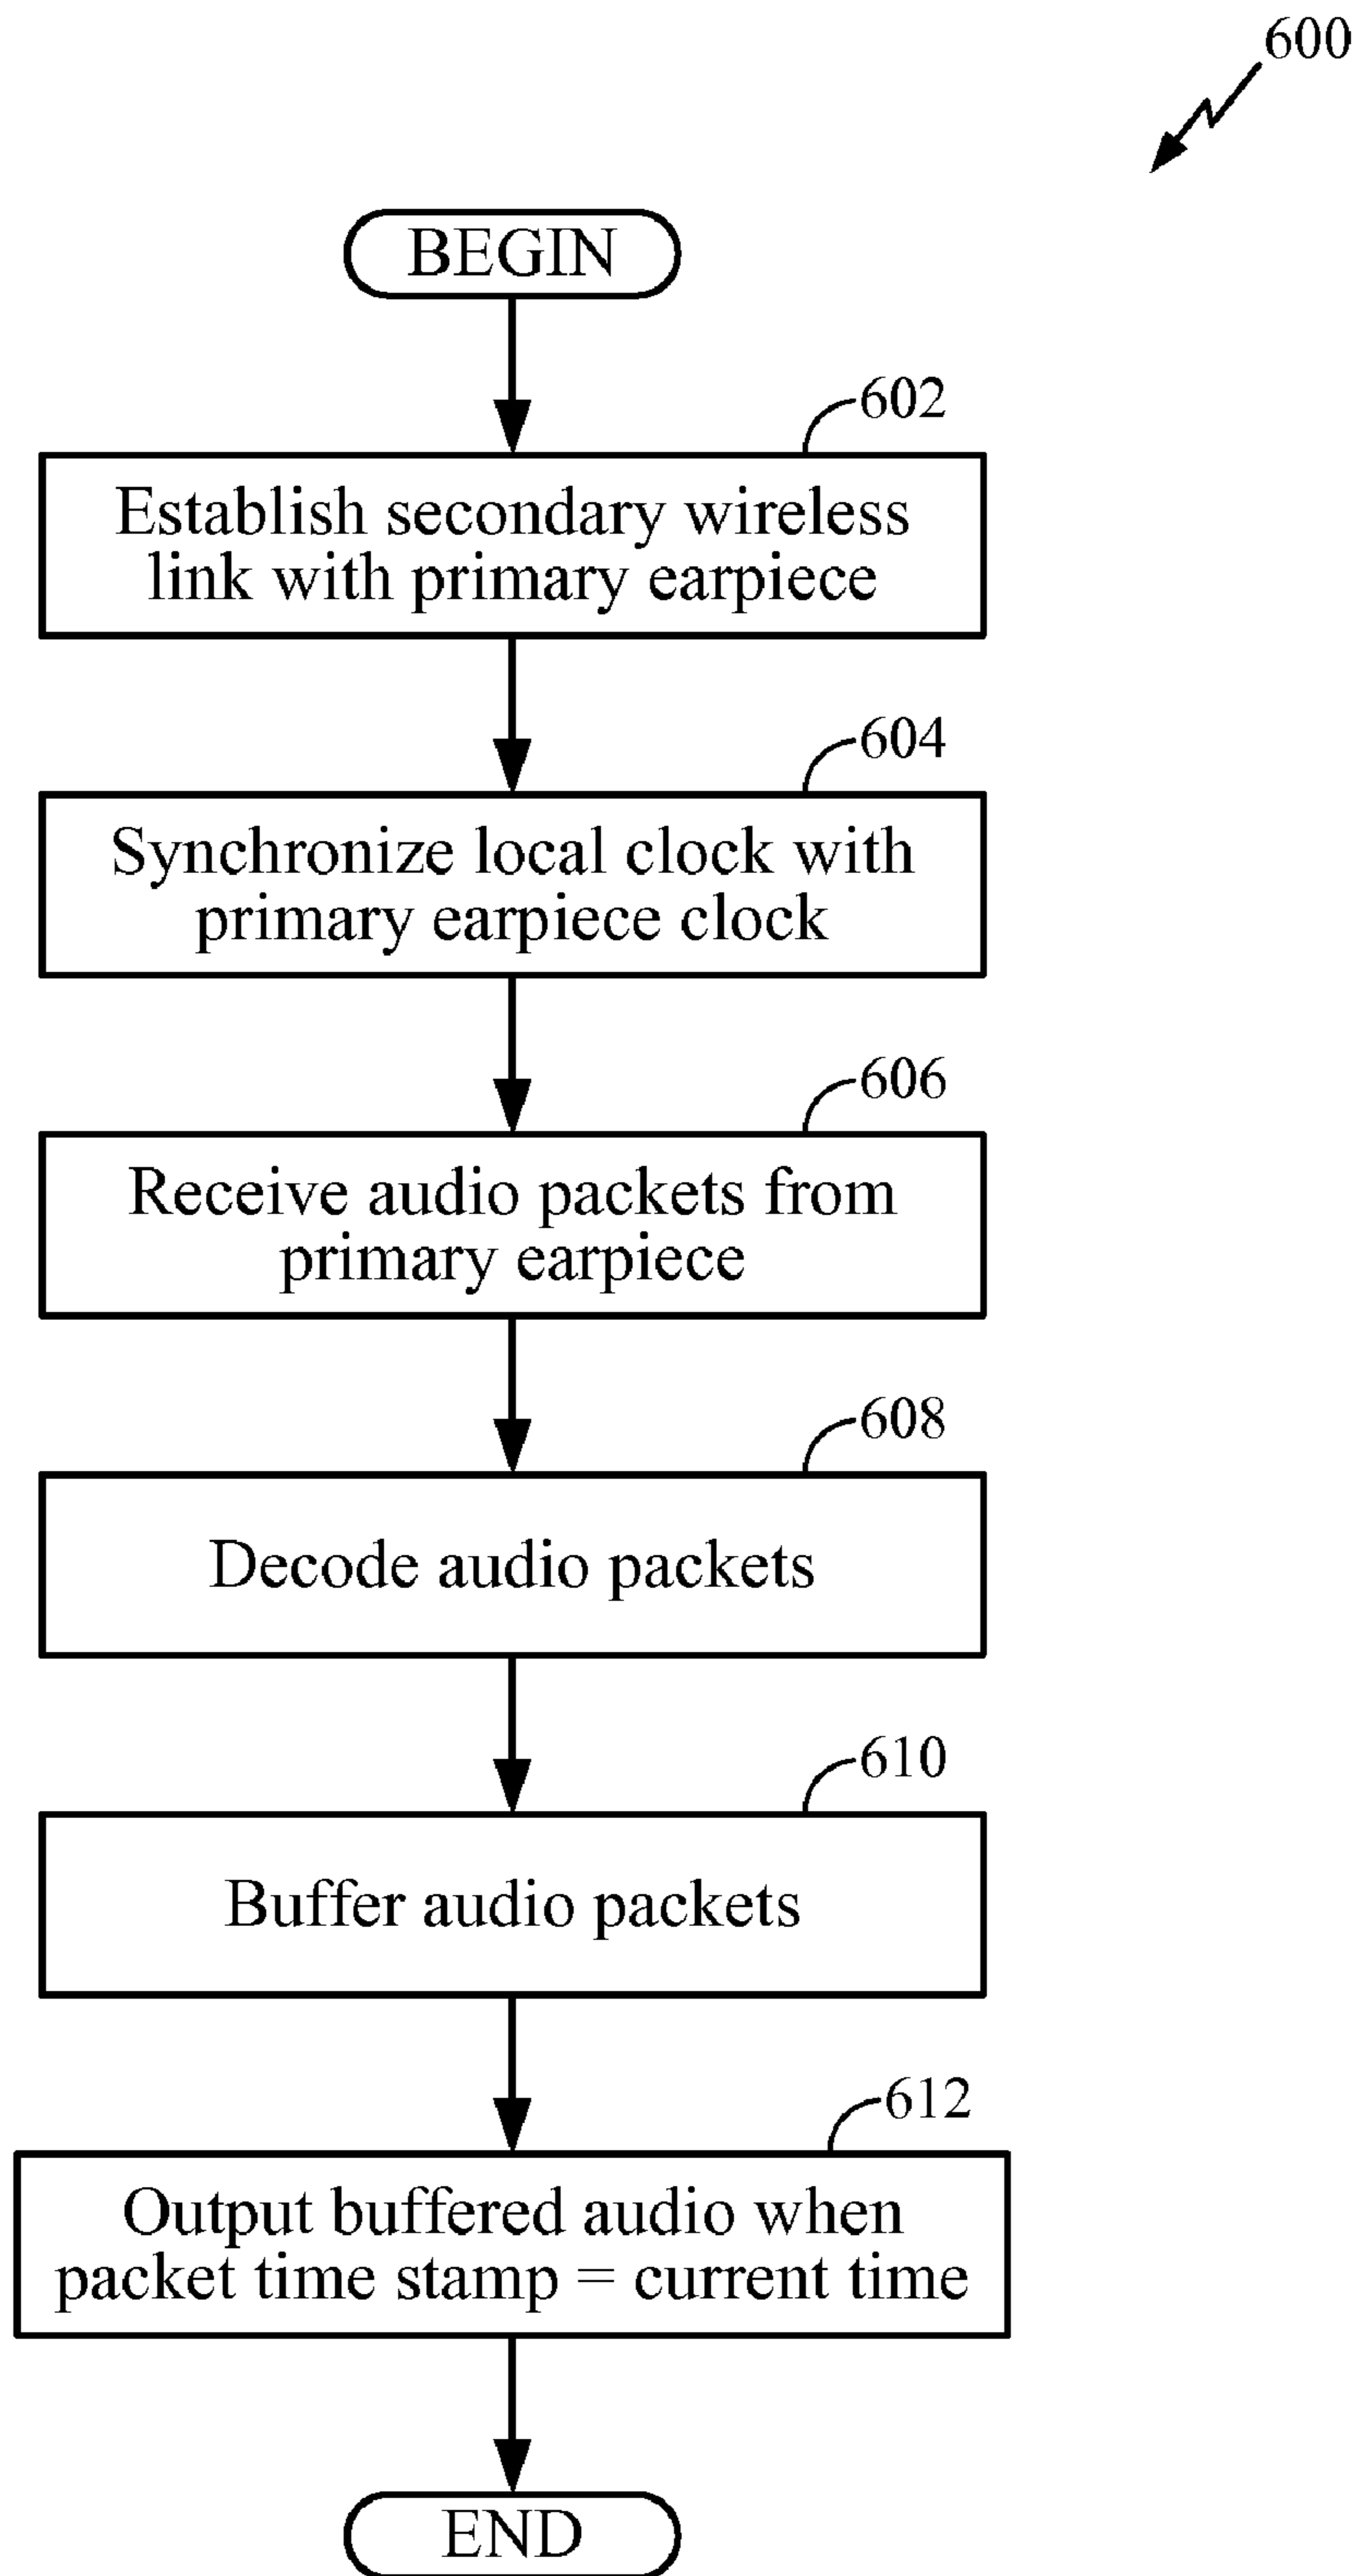 600
BEGIN
602
Establish secondary wireless
link with primary earpiece
604
Synchronize local clock with
primary earpiece clock
606
Receive audio packets from
primary earpiece
608
Decode audio packets
610
Buffer audio packets
612
Output buffered audio when
packet time stamp = current time
END